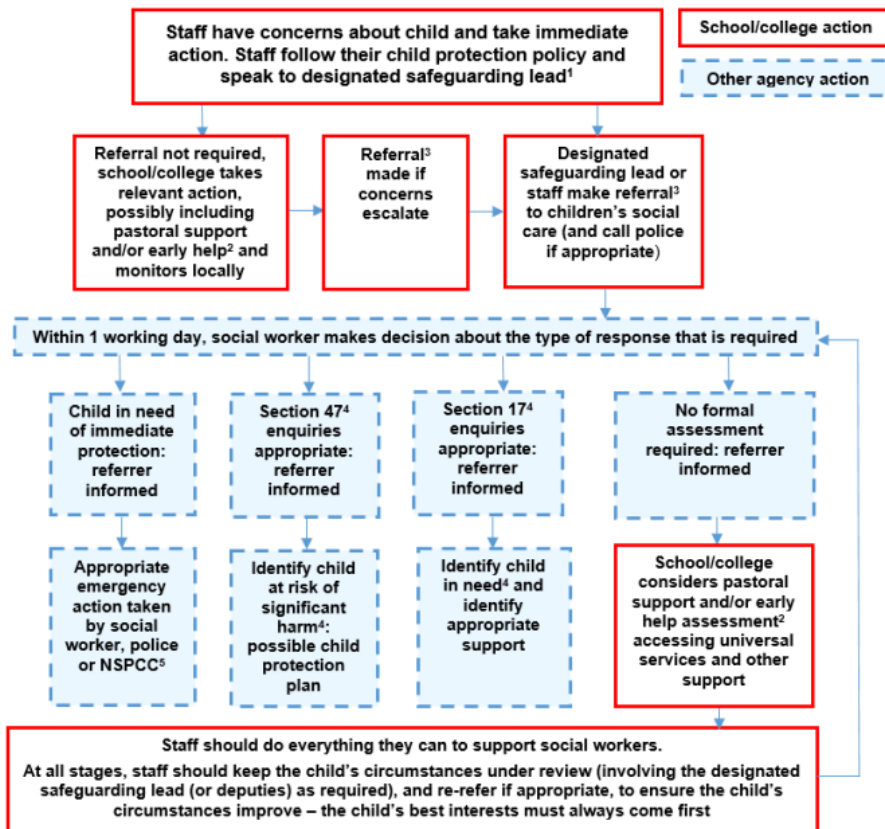 Staff have concerns about child and take immediate
action. Staff follow their child protection policy and
speak to designated safeguarding lead¹
School/college action
Other agency action
Referral not required,
school/college takes
relevant action,
possibly including
pastoral support
and/or early help² and
monitors locally
Referral³
made if
concerns
escalate
Designated
safeguarding lead or
staff make referral³
to children's social
care (and call police
if appropriate)
Within 1 working day, social worker makes decision about the type of response that is required
Child in need
of immediate
protection:
referrer
informed
Section 47⁴
enquiries
appropriate:
referrer
informed
Section 17⁴
enquiries
appropriate:
referrer
informed
No formal
assessment
required: referrer
informed
Appropriate
emergency
action taken
by social
worker, police
or NSPCC⁵
Identify child
at risk of
significant
harm⁴:
possible child
protection
plan
Identify child
in need⁴ and
identify
appropriate
support
School/college
considers pastoral
support and/or early
help assessment²
accessing universal
services and other
support
Staff should do everything they can to support social workers.
At all stages, staff should keep the child's circumstances under review (involving the designated
safeguarding lead (or deputies) as required), and re-refer if appropriate, to ensure the child's
circumstances improve – the child's best interests must always come first